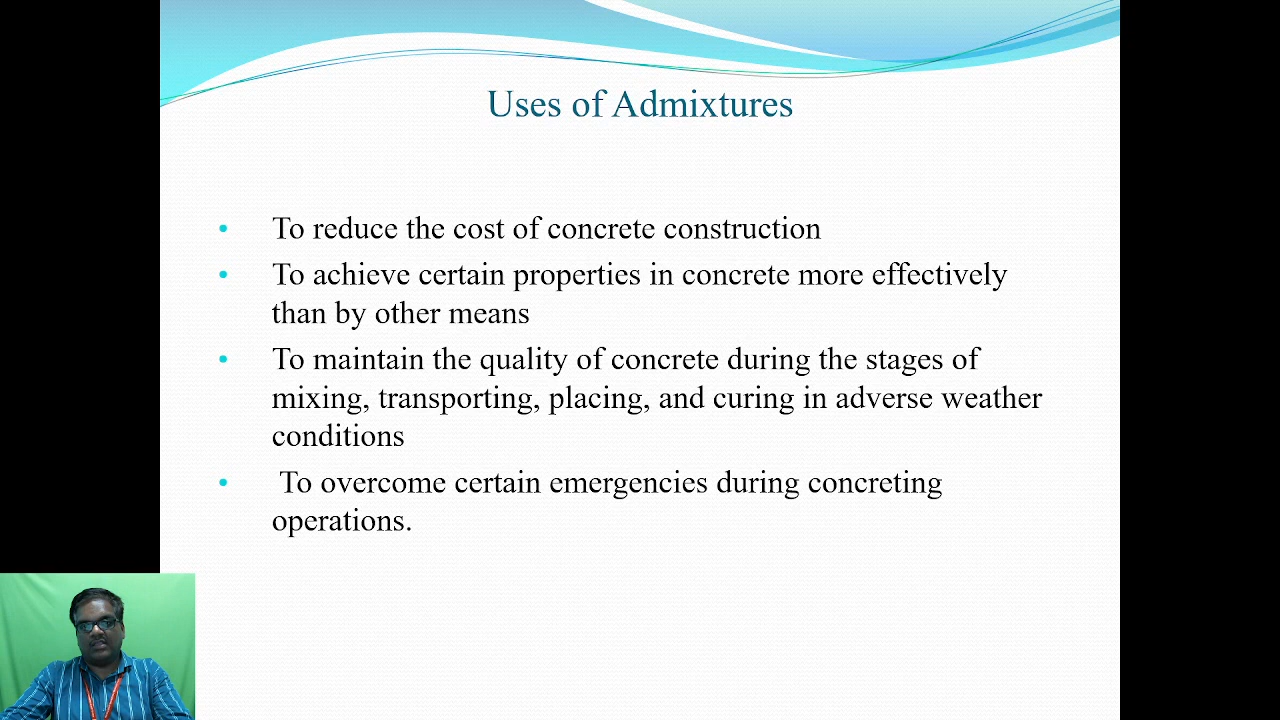 Uses of Admixtures
• To reduce the cost of concrete construction
• To achieve certain properties in concrete more effectively
than by other means
• To maintain the quality of concrete during the stages of
mixing, transporting, placing, and curing in adverse weather
conditions
• To overcome certain emergencies during concreting
operations.